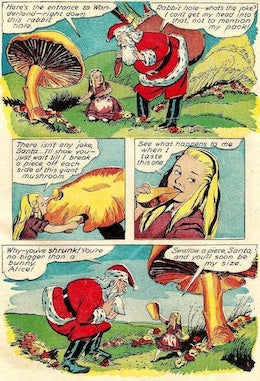 Here's the entrance to Won-
derland—right down
this rabbit
hole.
Rabbit hole—what's the joke?
I can't get my head into
that, not to mention
my pack!
There isn't any joke,
Santa...I'll show you—
just wait till I break
a piece off each
side of this giant
mushroom.
See what happens to me
when I
taste
this one.
Why—you've shrunk! You're
no bigger than a
bunny,
Alice!
Swallow a piece, Santa,
and you'll soon be
my size.